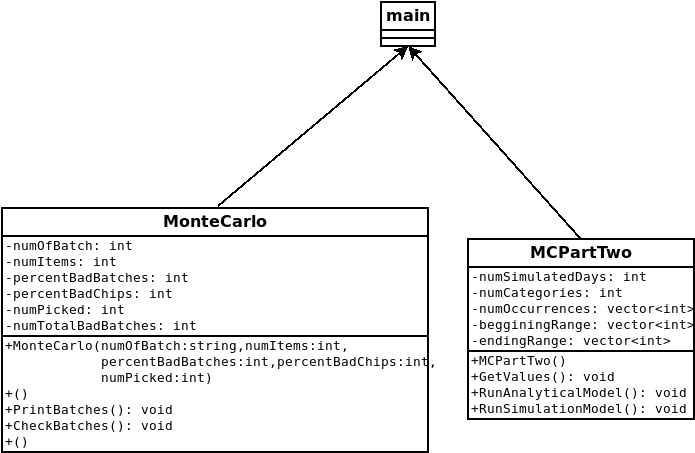 main
MonteCarlo
-numOfBatch: int
-numItems: int
-percentBadBatches: int
-percentBadChips: int
-numPicked: int
-numTotalBadBatches: int
+MonteCarlo(numOfBatch:string,numItems:int,
percentBadBatches:int,percentBadChips:int,
numPicked:int)
+()
+PrintBatches(): void
+CheckBatches(): void
+()
MCPartTwo
-numSimulatedDays: int
-numCategories: int
-numOccurrences: vector<int>
-begginingRange: vector<int>
-endingRange: vector<int>
+MCPartTwo()
+GetValues(): void
+RunAnalyticalModel(): void
+RunSimulationModel(): void